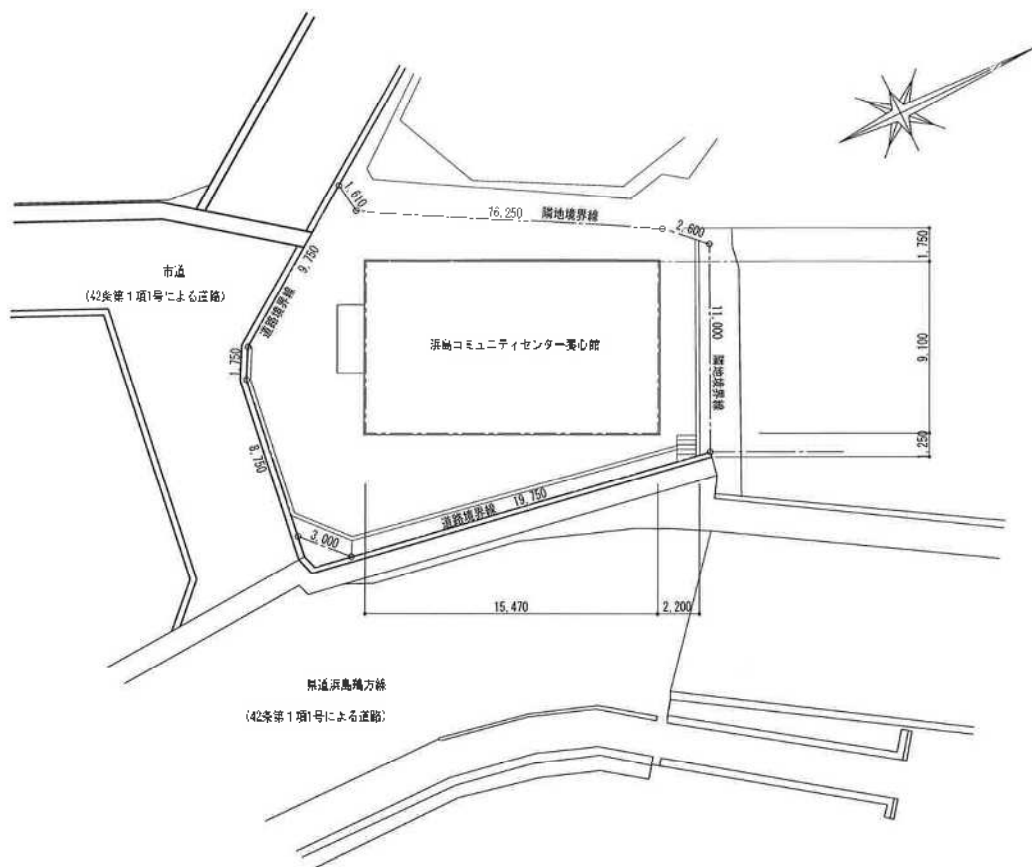 1,610
16,250 隣地境界線
2,600
1,750
市道
(42条第1項1号による道路)
道路境界線 9,750
11,000 隣地境界線
9,100
浜島コミュニティセンター
1,750
8,750
1,250
道路境界線 19,750
3,000
15,470
2,200
県道浜島鵜方線
(42条第1項1号による道路)